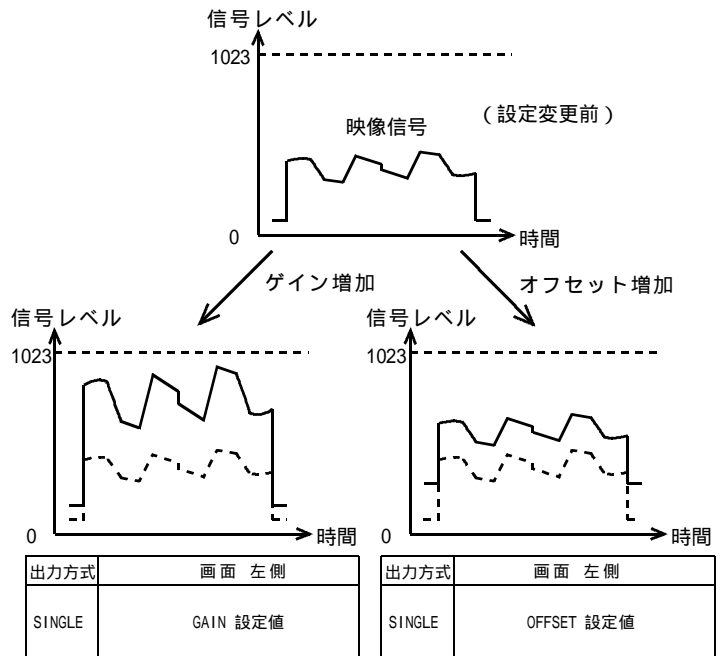 信号レベル
1023
映像信号
(設定変更前)
0
時間
ゲイン増加
オフセット増加
信号レベル
1023
0
時間
信号レベル
1023
0
時間
出力方式 画面 左側
SINGLE GAIN 設定値
出力方式 画面 左側
SINGLE OFFSET 設定値